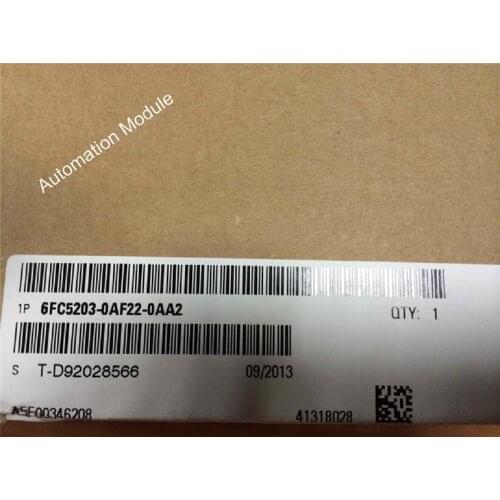 Automation Module
1P 6FC5203-0AF22-0AA2 QTY: 1
S T-D92028566 09/2013
A5E00346208 41318028